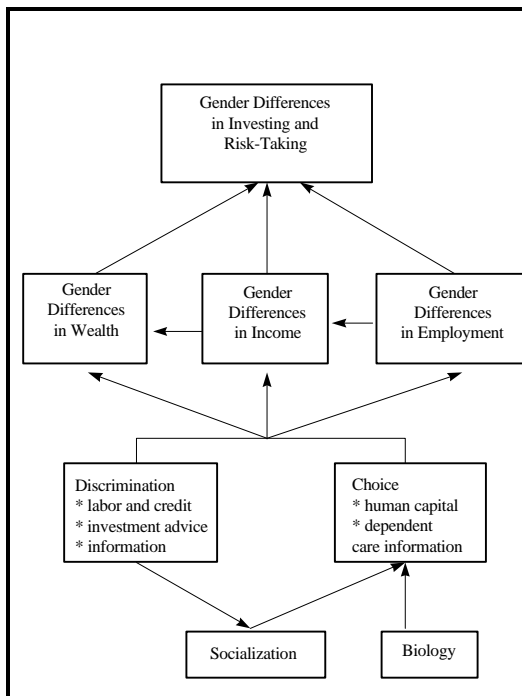 Gender Differences
in Investing and
Risk-Taking
Gender
Differences
in Wealth
Gender
Differences
in Income
Gender
Differences
in Employment
Discrimination
* labor and credit
* investment advice
* information
Choice
* human capital
* dependent
care information
Socialization
Biology